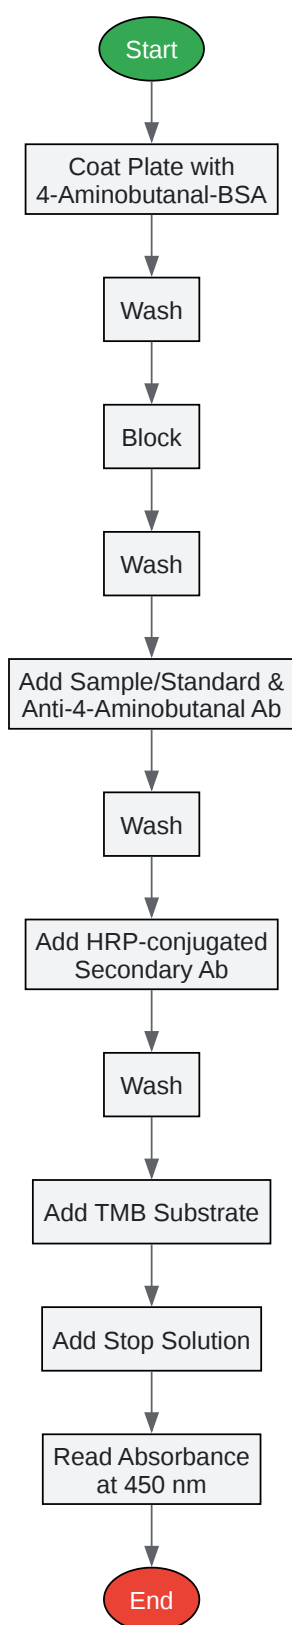 Start
Coat Plate with
4-Aminobutanal-BSA
Wash
Block
Wash
Add Sample/Standard &
Anti-4-Aminobutanal Ab
Wash
Add HRP-conjugated
Secondary Ab
Wash
Add TMB Substrate
Add Stop Solution
Read Absorbance
at 450 nm
End